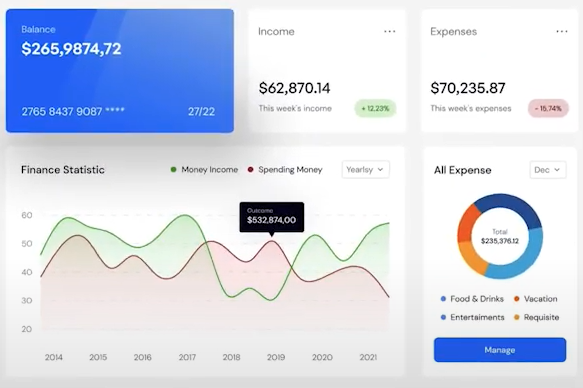 Balance
$265,9874,72
2765 8437 9087 ****
27/22
Income
...
$62,870.14
This week's income
+ 12,23%
Expenses
...
$70,235.87
This week's expenses
- 15,74%
Finance Statistic
Money Income
Spending Money
Yearlsy
60
50
40
30
20
Outcome
$532,874,00
2014 2015 2016 2017 2018 2019 2020 2021
All Expense
Dec
Total
$235,376.12
Food & Drinks
Vacation
Entertaiments
Requisite
Manage